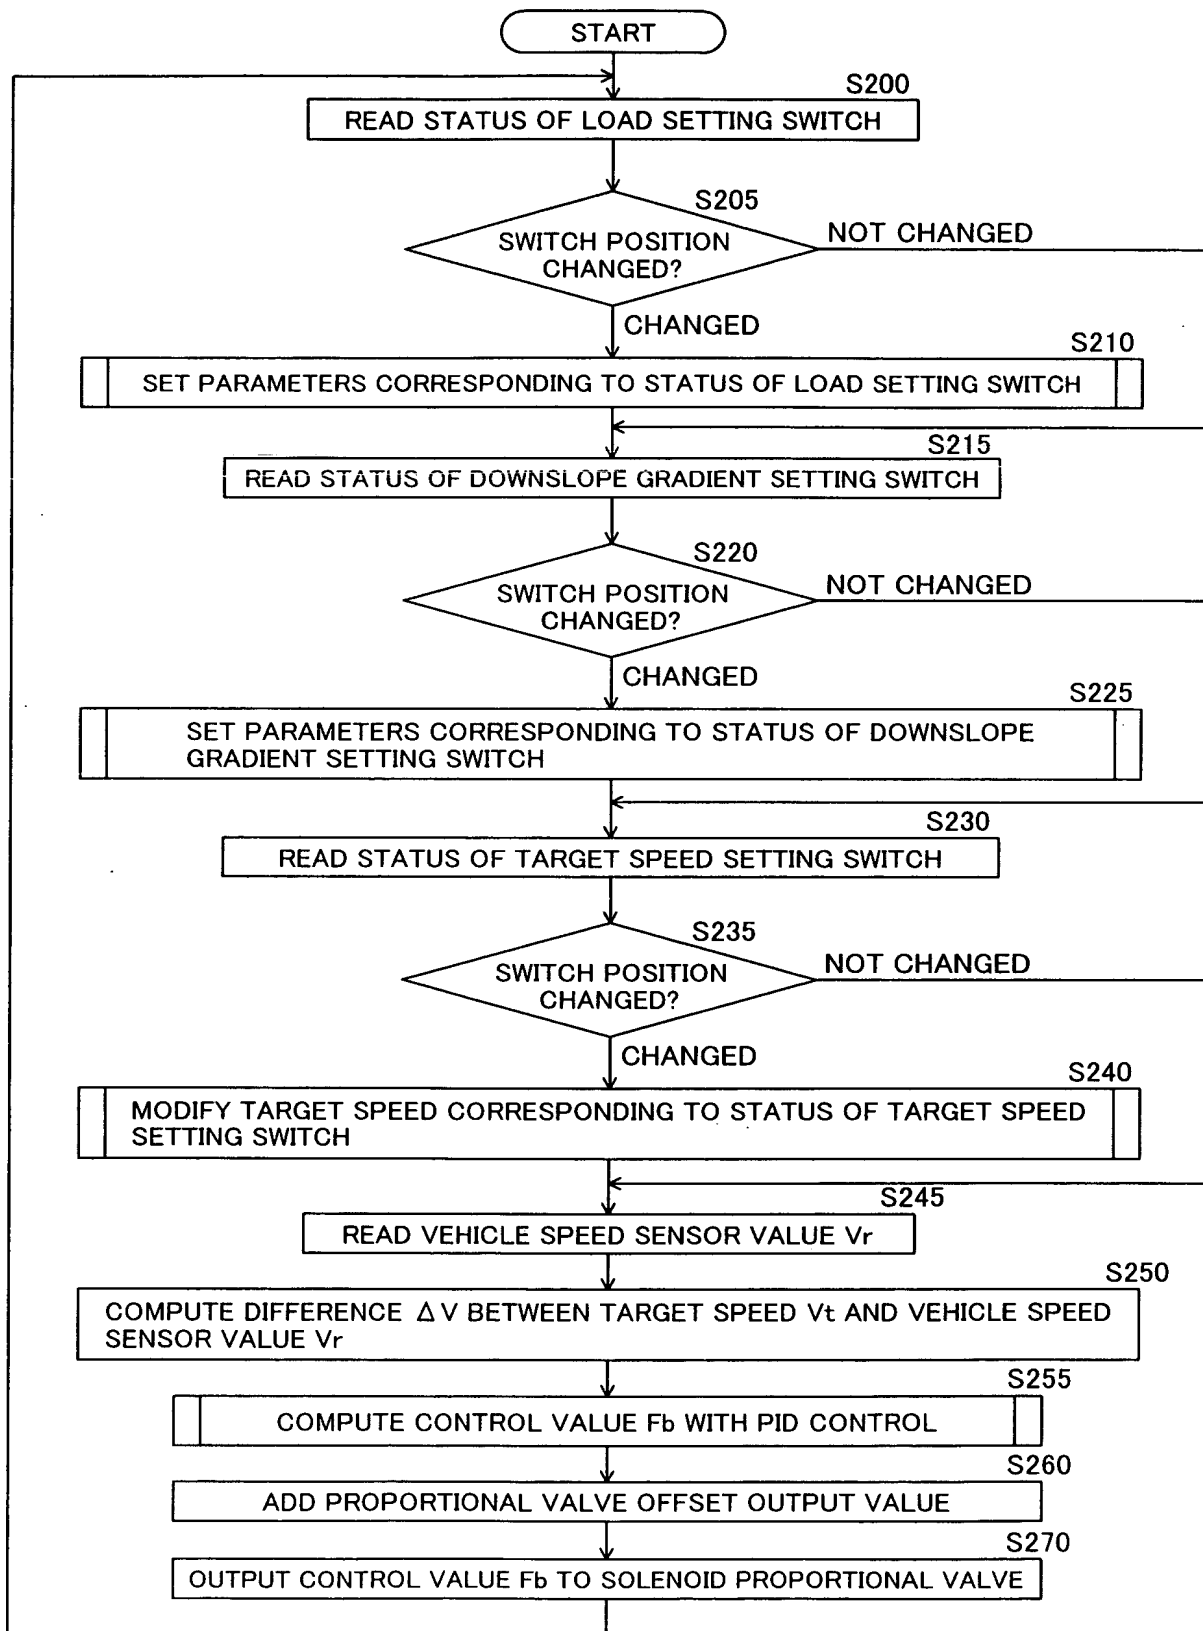 START
S200
READ STATUS OF LOAD SETTING SWITCH
S205
SWITCH POSITION
CHANGED?
NOT CHANGED
CHANGED
S210
SET PARAMETERS CORRESPONDING TO STATUS OF LOAD SETTING SWITCH
S215
READ STATUS OF DOWNSLOPE GRADIENT SETTING SWITCH
S220
SWITCH POSITION
CHANGED?
NOT CHANGED
CHANGED
S225
SET PARAMETERS CORRESPONDING TO STATUS OF DOWNSLOPE
GRADIENT SETTING SWITCH
S230
READ STATUS OF TARGET SPEED SETTING SWITCH
S235
SWITCH POSITION
CHANGED?
NOT CHANGED
CHANGED
S240
MODIFY TARGET SPEED CORRESPONDING TO STATUS OF TARGET SPEED
SETTING SWITCH
S245
READ VEHICLE SPEED SENSOR VALUE Vr
S250
COMPUTE DIFFERENCE ΔV BETWEEN TARGET SPEED Vt AND VEHICLE SPEED
SENSOR VALUE Vr
S255
COMPUTE CONTROL VALUE Fb WITH PID CONTROL
S260
ADD PROPORTIONAL VALVE OFFSET OUTPUT VALUE
S270
OUTPUT CONTROL VALUE Fb TO SOLENOID PROPORTIONAL VALVE